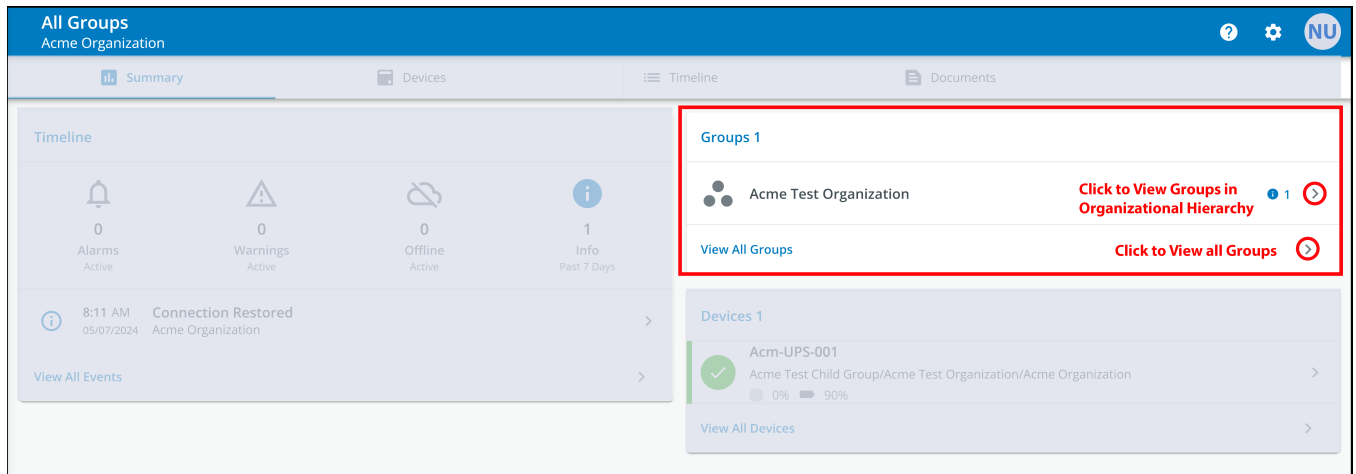 All Groups
Acme Organization
NU
Summary
Devices
Timeline
Documents
Timeline
0
Alarms
Active
0
Warnings
Active
0
Offline
Active
1
Info
Past 7 Days
8:11 AM Connection Restored
05/07/2024 Acme Organization
View All Events
Groups 1
Acme Test Organization
Click to View Groups in
Organizational Hierarchy
1
View All Groups
Click to View all Groups
Devices 1
Acm-UPS-001
Acme Test Child Group/Acme Test Organization/Acme Organization
0% 90%
View All Devices